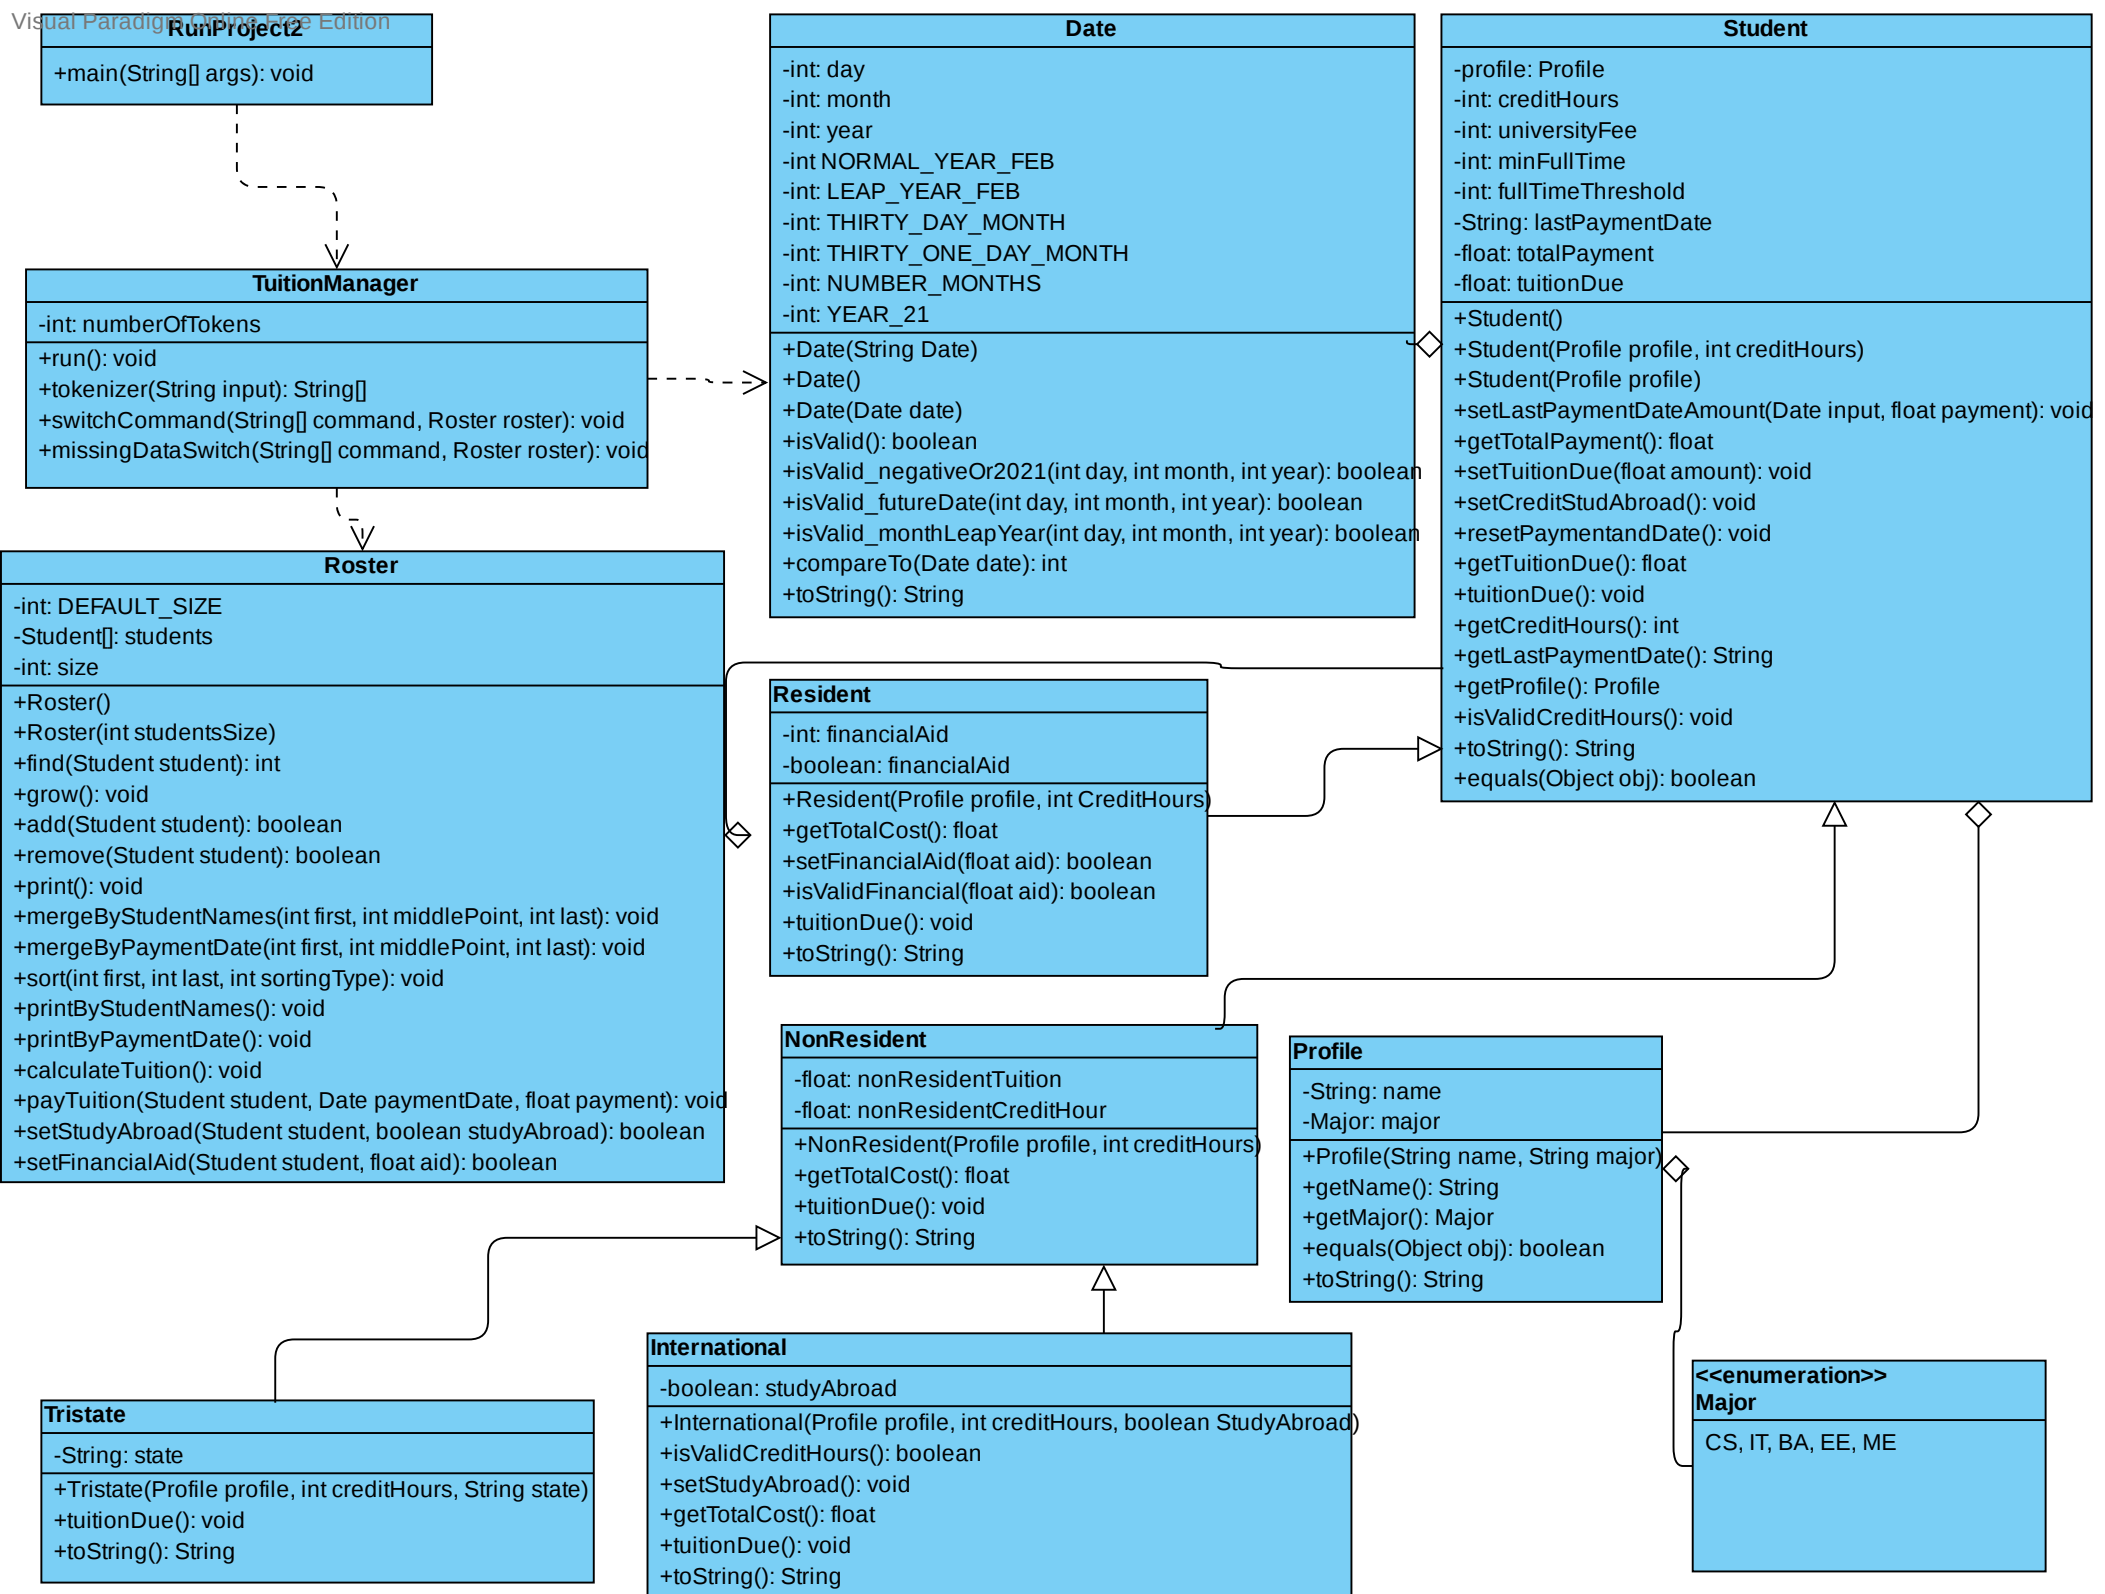 Visual Paradigm Online Free Edition
RunProject2
+main(String[] args): void
TuitionManager
-int: numberOfTokens
+run(): void
+tokenizer(String input): String[]
+switchCommand(String[] command, Roster roster): void
+missingDataSwitch(String[] command, Roster roster): void
Roster
-int: DEFAULT_SIZE
-Student[]: students
-int: size
+Roster()
+Roster(int studentsSize)
+find(Student student): int
+grow(): void
+add(Student student): boolean
+remove(Student student): boolean
+print(): void
+mergeByStudentNames(int first, int middlePoint, int last): void
+mergeByPaymentDate(int first, int middlePoint, int last): void
+sort(int first, int last, int sortingType): void
+printByStudentNames(): void
+printByPaymentDate(): void
+calculateTuition(): void
+payTuition(Student student, Date paymentDate, float payment): void
+setStudyAbroad(Student student, boolean studyAbroad): boolean
+setFinancialAid(Student student, float aid): boolean
Date
-int: day
-int: month
-int: year
-int NORMAL_YEAR_FEB
-int: LEAP_YEAR_FEB
-int: THIRTY_DAY_MONTH
-int: THIRTY_ONE_DAY_MONTH
-int: NUMBER_MONTHS
-int: YEAR_21
+Date(String Date)
+Date()
+Date(Date date)
+isValid(): boolean
+isValid_negativeOr2021(int day, int month, int year): boolean
+isValid_futureDate(int day, int month, int year): boolean
+isValid_monthLeapYear(int day, int month, int year): boolean
+compareTo(Date date): int
+toString(): String
Student
-profile: Profile
-int: creditHours
-int: universityFee
-int: minFullTime
-int: fullTimeThreshold
-String: lastPaymentDate
-float: totalPayment
-float: tuitionDue
+Student()
+Student(Profile profile, int creditHours)
+Student(Profile profile)
+setLastPaymentDateAmount(Date input, float payment): void
+getTotalPayment(): float
+setTuitionDue(float amount): void
+setCreditStudAbroad(): void
+resetPaymentandDate(): void
+getTuitionDue(): float
+tuitionDue(): void
+getCreditHours(): int
+getLastPaymentDate(): String
+getProfile(): Profile
+isValidCreditHours(): void
+toString(): String
+equals(Object obj): boolean
Resident
-int: financialAid
-boolean: financialAid
+Resident(Profile profile, int CreditHours)
+getTotalCost(): float
+setFinancialAid(float aid): boolean
+isValidFinancial(float aid): boolean
+tuitionDue(): void
+toString(): String
NonResident
-float: nonResidentTuition
-float: nonResidentCreditHour
+NonResident(Profile profile, int creditHours)
+getTotalCost(): float
+tuitionDue(): void
+toString(): String
Profile
-String: name
-Major: major
+Profile(String name, String major)
+getName(): String
+getMajor(): Major
+equals(Object obj): boolean
+toString(): String
Tristate
-String: state
+Tristate(Profile profile, int creditHours, String state)
+tuitionDue(): void
+toString(): String
International
-boolean: studyAbroad
+International(Profile profile, int creditHours, boolean StudyAbroad)
+isValidCreditHours(): boolean
+setStudyAbroad(): void
+getTotalCost(): float
+tuitionDue(): void
+toString(): String
<<enumeration>>
Major
CS, IT, BA, EE, ME